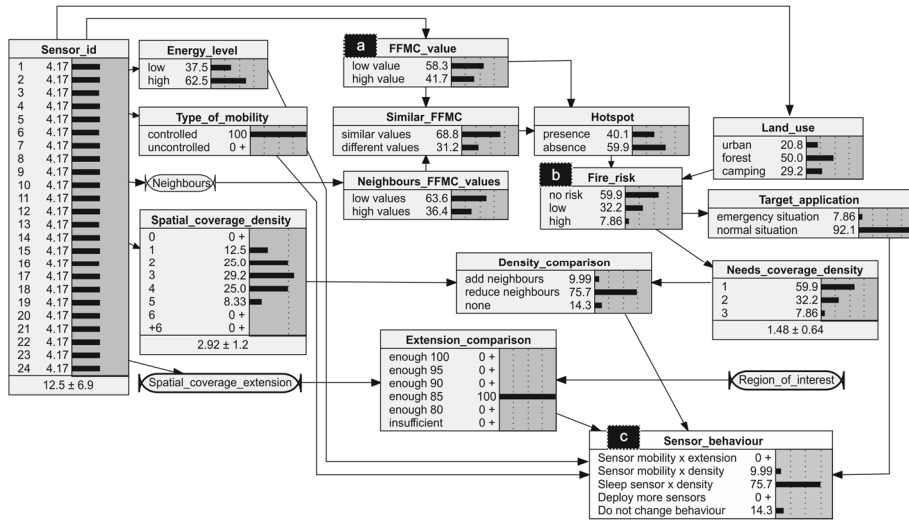 Sensor_id
1 4.17
2 4.17
3 4.17
4 4.17
5 4.17
6 4.17
7 4.17
8 4.17
9 4.17
10 4.17
11 4.17
12 4.17
13 4.17
14 4.17
15 4.17
16 4.17
17 4.17
18 4.17
19 4.17
20 4.17
21 4.17
22 4.17
23 4.17
24 4.17
12.5 ± 6.9
Energy_level
low 37.5
high 62.5
Type_of_mobility
controlled 100
uncontrolled 0 +
Neighbours
Spatial_coverage_density
0 0 +
1 12.5
2 25.0
3 29.2
4 25.0
5 8.33
6 0 +
+6 0 +
2.92 ± 1.2
Spatial_coverage_extension
a
FFMC_value
low value 58.3
high value 41.7
Similar_FFMC
similar values 68.8
different values 31.2
Neighbours_FFMC_values
low values 63.6
high values 36.4
Hotspot
presence 40.1
absence 59.9
b
Fire_risk
no risk 59.9
low 32.2
high 7.86
Land_use
urban 20.8
forest 50.0
camping 29.2
Target_application
emergency situation 7.86
normal situation 92.1
Density_comparison
add neighbours 9.99
reduce neighbours 75.7
none 14.3
Needs_coverage_density
1 59.9
2 32.2
3 7.86
1.48 ± 0.64
Extension_comparison
enough 100 0 +
enough 95 0 +
enough 90 0 +
enough 85 100
enough 80 0 +
insufficient 0 +
Region_of_interest
c
Sensor_behaviour
Sensor mobility x extension 0 +
Sensor mobility x density 9.99
Sleep sensor x density 75.7
Deploy more sensors 0 +
Do not change behaviour 14.3